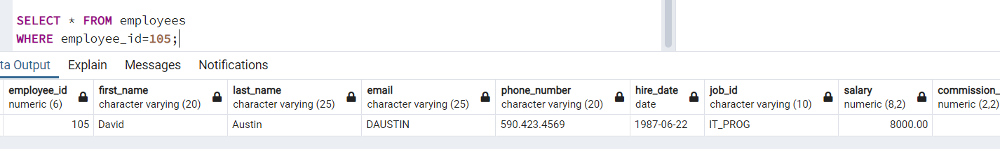 SELECT * FROM employees
WHERE employee_id=105;
ta Output Explain Messages Notifications
employee_id first_name last_name email phone_number hire_date job_id salary commission_
numeric (6) character varying (20) character varying (25) character varying (25) character varying (20) date character varying (10) numeric (8,2) numeric (2,2)
105 David Austin DAUSTIN 590.423.4569 1987-06-22 IT_PROG 8000.00